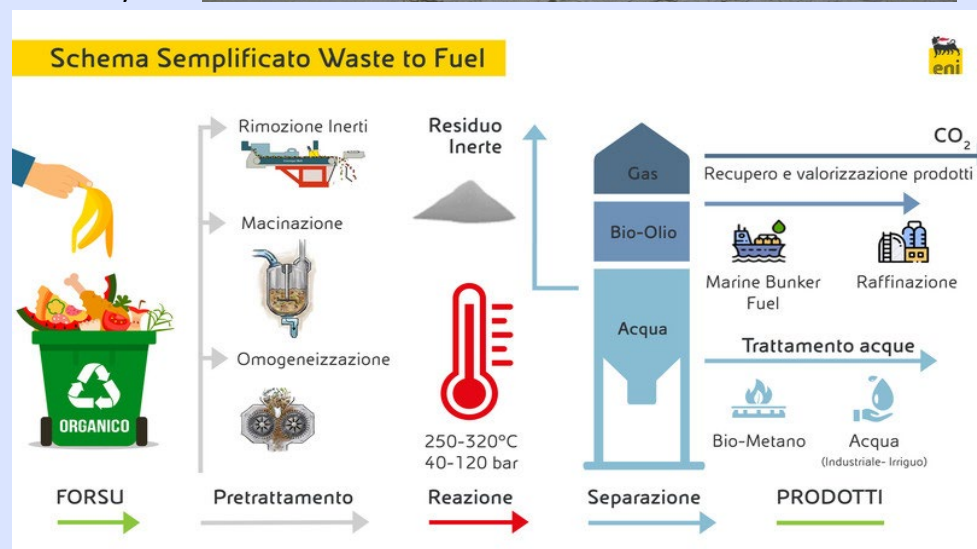 Schema Semplificato Waste to Fuel
eni
Rimozione Inerti
Macinazione
Omogeneizzazione
ORGANICO
Residuo
Inerte
250-320°C
40-120 bar
Gas
Bio-Olio
Acqua
CO2
Recupero e valorizzazione prodotti
Marine Bunker
Fuel
Raffinazione
Trattamento acque
Bio-Metano
Acqua
(Industriale- Irriguo)
FORSU
Pretrattamento
Reazione
Separazione
PRODOTTI